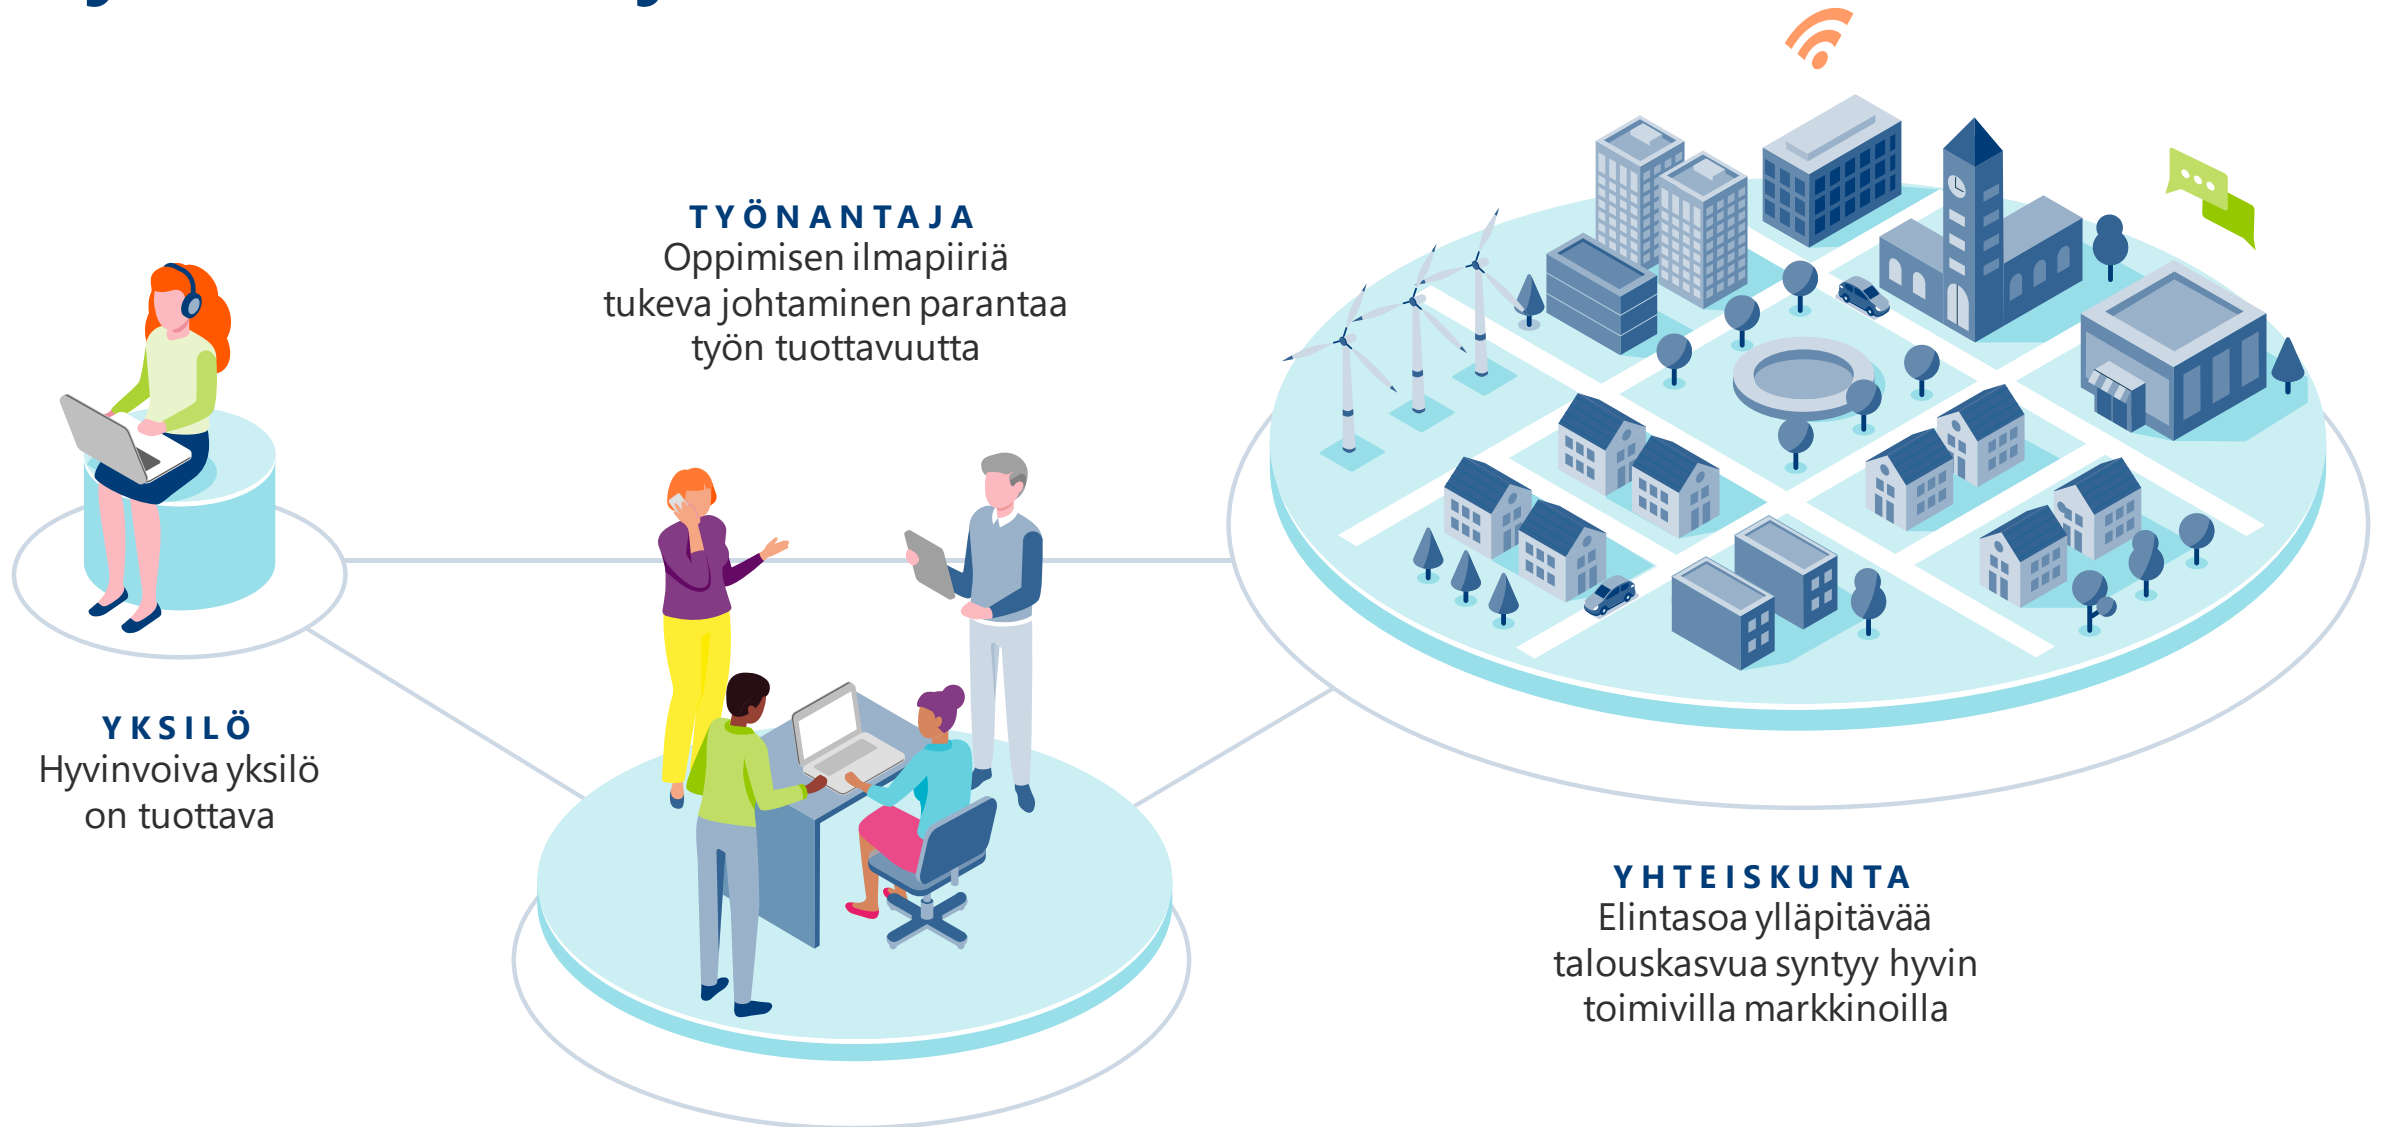 TYÖNANTAJA
Oppimisen ilmapiiriä
tukeva johtaminen parantaa
työn tuottavuutta
YKSILÖ
Hyvinvoiva yksilö
on tuottava
YHTEISKUNTA
Elintasoa ylläpitävää
talouskasvua syntyy hyvin
toimivilla markkinoilla